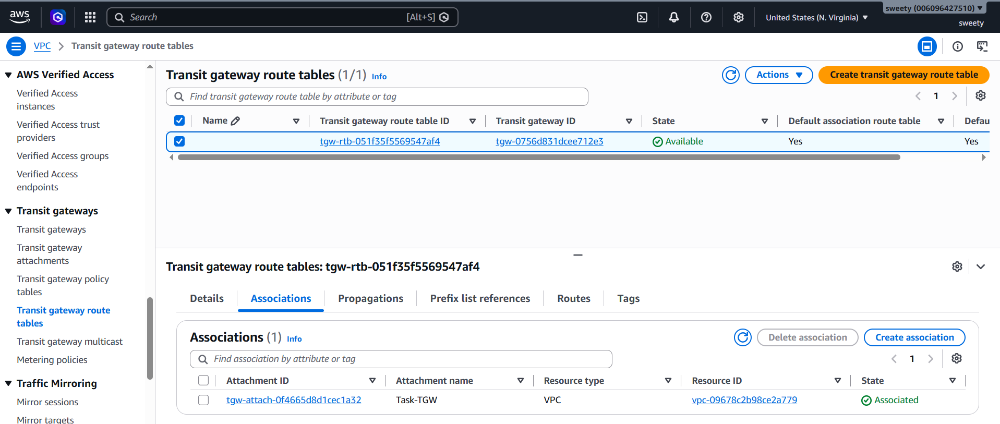 aws
Search [Alt+S]
United States (N. Virginia)
sweety (006096427510)
sweety
VPC Transit gateway route tables
AWS Verified Access
Verified Access instances
Verified Access trust providers
Verified Access groups
Verified Access endpoints
Transit gateways
Transit gateways
Transit gateway attachments
Transit gateway policy tables
Transit gateway route tables
Transit gateway multicast
Metering policies
Traffic Mirroring
Mirror sessions
Mirror targets
Transit gateway route tables (1/1) Info
Actions
Create transit gateway route table
Find transit gateway route table by attribute or tag
1
Name Transit gateway route table ID Transit gateway ID State Default association route table Defau
tgw-rtb-051f35f5569547af4 tgw-0756d831dcee712e3 Available Yes Yes
Transit gateway route tables: tgw-rtb-051f35f5569547af4
Details Associations Propagations Prefix list references Routes Tags
Associations (1) Info
Delete association Create association
Find association by attribute or tag
1
Attachment ID Attachment name Resource type Resource ID State
tgw-attach-0f4665d8d1cec1a32 Task-TGW VPC vpc-09678c2b98ce2a779 Associated